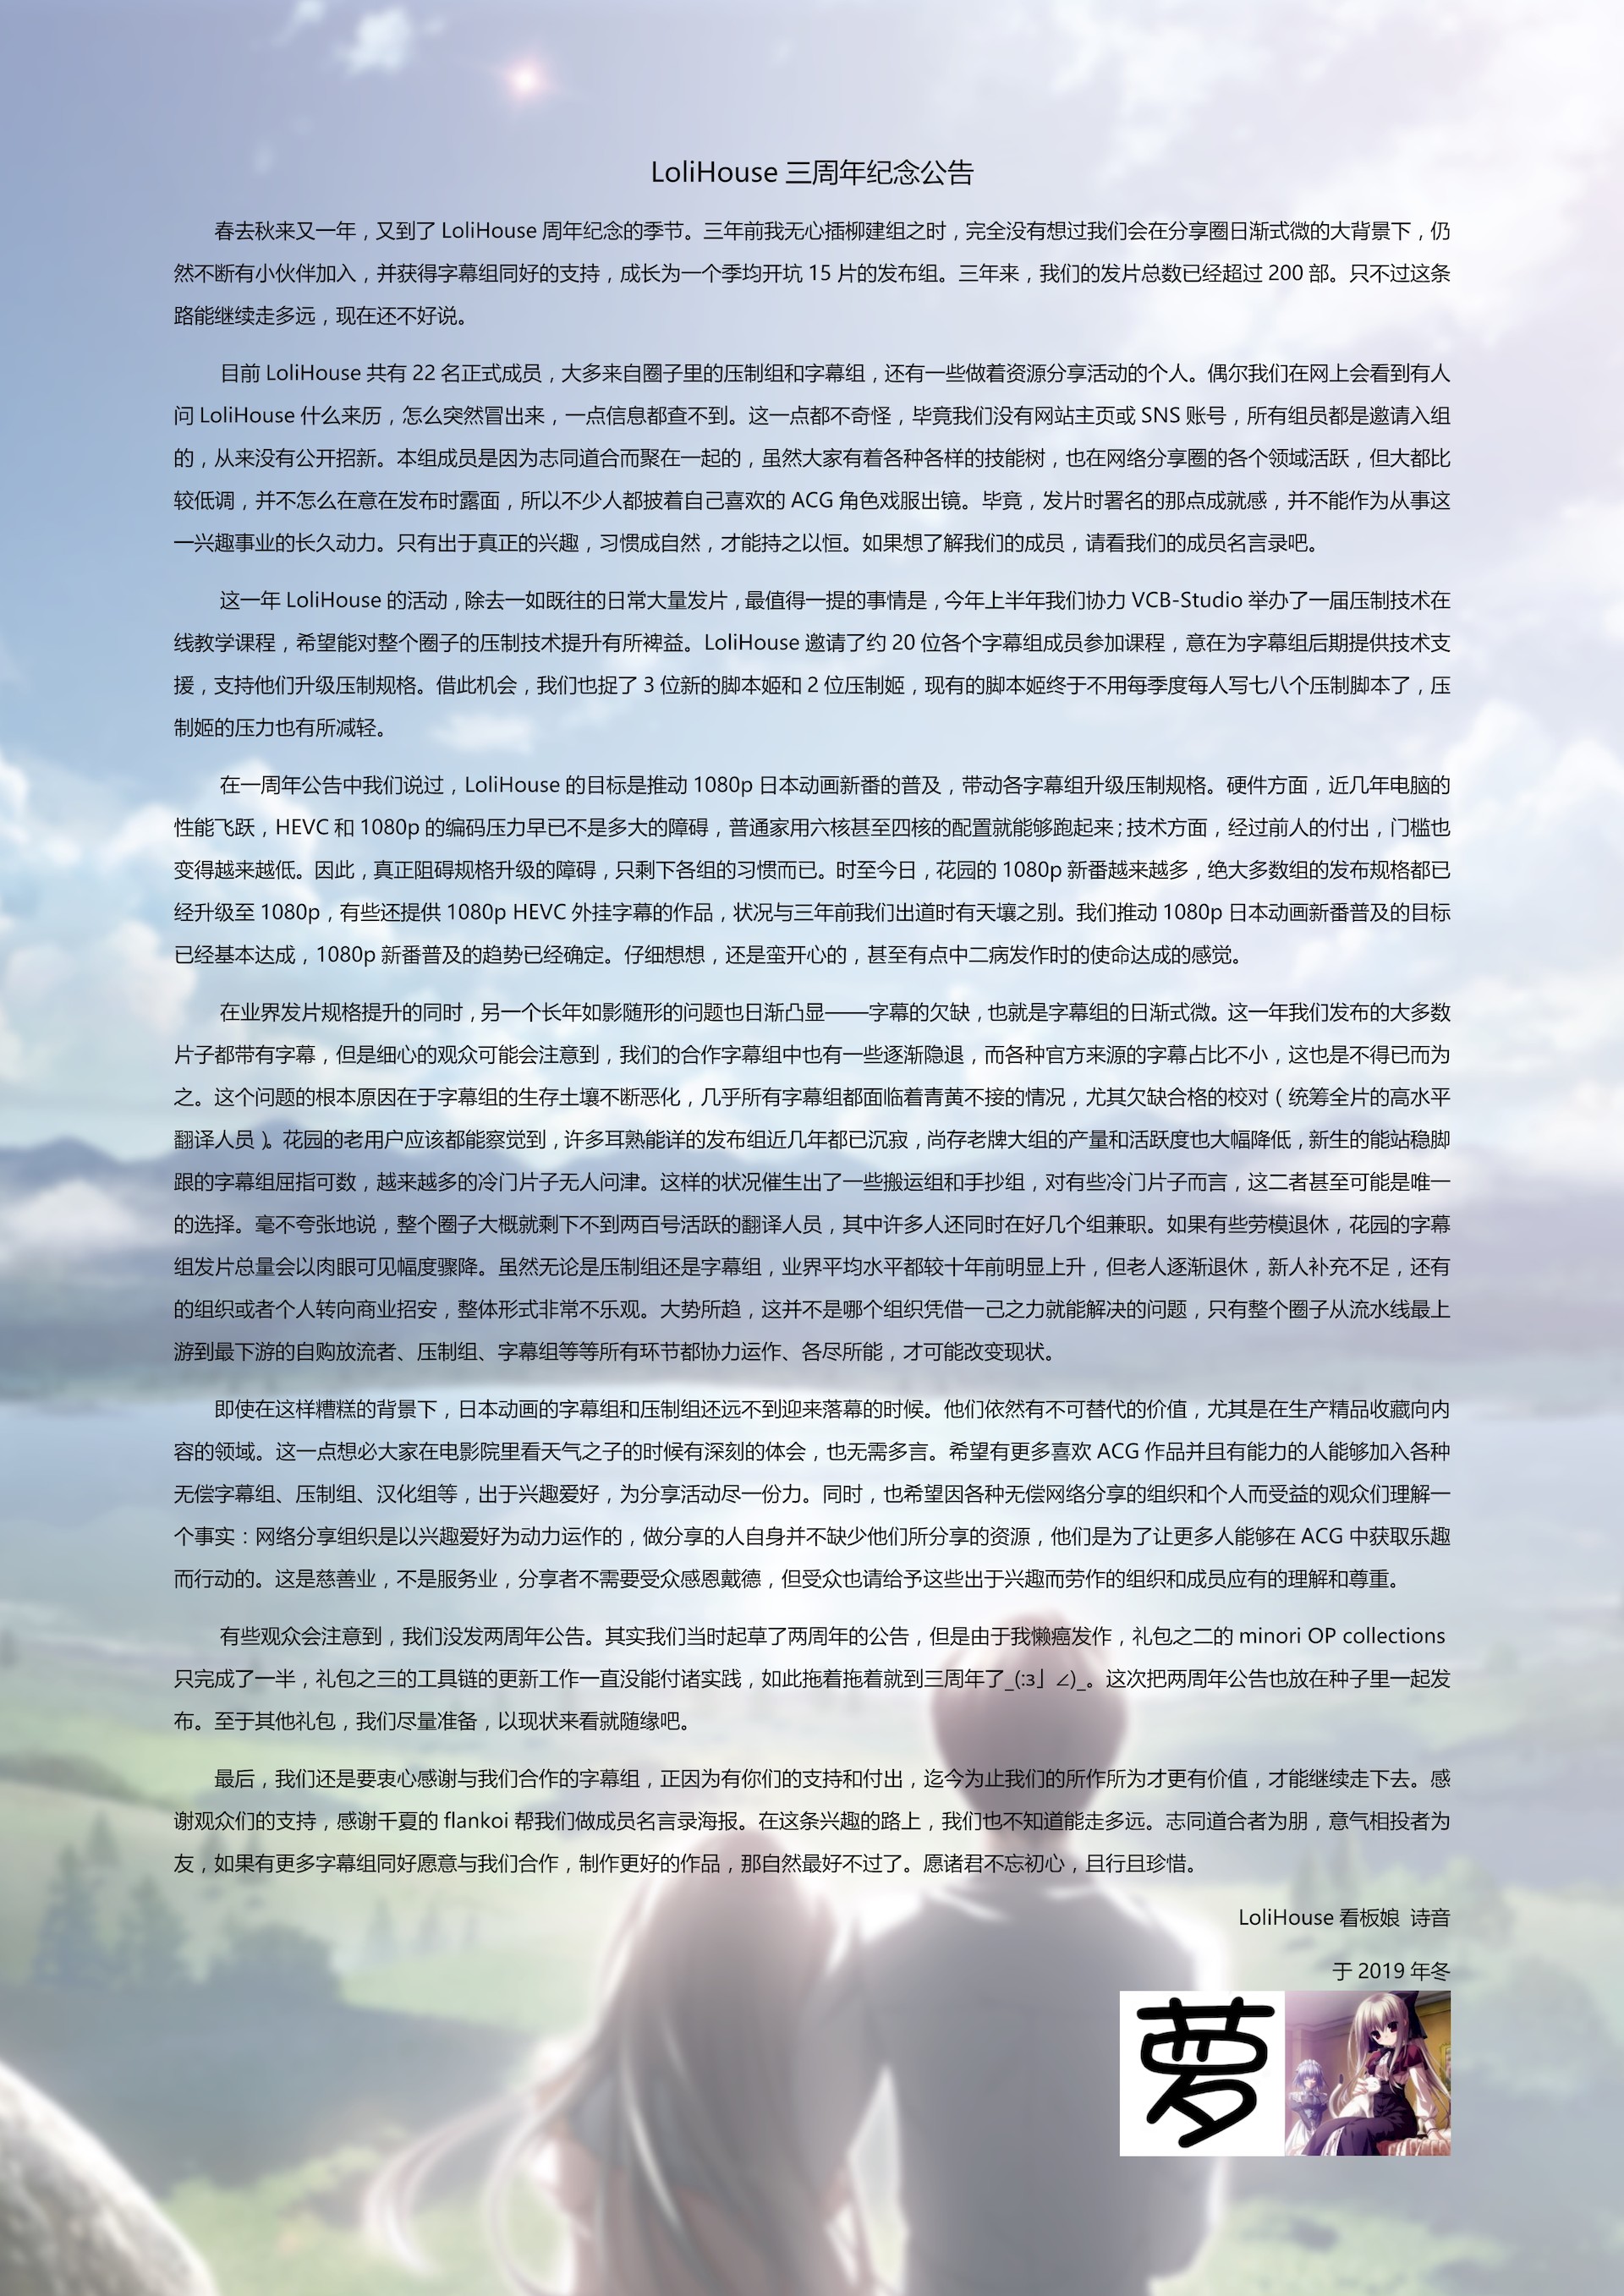 LoliHouse 三周年纪念公告
春去秋来又一年，又到了 LoliHouse 周年纪念的季节。三年前我无心插柳建组之时，完全没有想过我们会在分享圈日渐式微的大背景下，仍
然不断有小伙伴加入，并获得字幕组同好的支持，成长为一个季均开坑 15 片的发布组。三年来，我们的发片总数已经超过 200 部。只不过这条
路能继续走多远，现在还不好说。
目前 LoliHouse 共有 22 名正式成员，大多来自圈子里的压制组和字幕组，还有一些做着资源分享活动的个人。偶尔我们在网上会看到有人
问 LoliHouse 什么来历，怎么突然冒出来，一点信息都查不到。这一点都不奇怪，毕竟我们没有网站主页或 SNS 账号，所有组员都是邀请入组
的，从来没有公开招新。本组成员是因为志同道合而聚在一起的，虽然大家有着各种各样的技能树，也在网络分享圈的各个领域活跃，但大都比
较低调，并不怎么在意在发布时露面，所以不少人都披着自己喜欢的 ACG 角色戏服出镜。毕竟，发片时署名的那点成就感，并不能作为从事这
一兴趣事业的长久动力。只有出于真正的兴趣，习惯成自然，才能持之以恒。如果想了解我们的成员，请看我们的成员名言录吧。
这一年 LoliHouse 的活动，除去一如既往的日常大量发片，最值得一提的事情是，今年上半年我们协力 VCB-Studio 举办了一届压制技术在
线教学课程，希望能对整个圈子的压制技术提升有所裨益。LoliHouse 邀请了约 20 位各个字幕组成员参加课程，意在为字幕组后期提供技术支
援，支持他们升级压制规格。借此机会，我们也捉了 3 位新的脚本姬和 2 位压制姬，现有的脚本姬终于不用每季度每人写七八个压制脚本了，压
制姬的压力也有所减轻。
在一周年公告中我们说过，LoliHouse 的目标是推动 1080p 日本动画新番的普及，带动各字幕组升级压制规格。硬件方面，近几年电脑的
性能飞跃，HEVC 和 1080p 的编码压力早已不是多大的障碍，普通家用六核甚至四核的配置就能够跑起来；技术方面，经过前人的付出，门槛也
变得越来越低。因此，真正阻碍规格升级的障碍，只剩下各组的习惯而已。时至今日，花园的 1080p 新番越来越多，绝大多数组的发布规格都已
经升级至 1080p，有些还提供 1080p HEVC 外挂字幕的作品，状况与三年前我们出道时有天壤之别。我们推动 1080p 日本动画新番普及的目标
已经基本达成，1080p 新番普及的趋势已经确定。仔细想想，还是蛮开心的，甚至有点中二病发作时的使命达成的感觉。
在业界发片规格提升的同时，另一个长年如影随形的问题也日渐凸显——字幕的欠缺，也就是字幕组的日渐式微。这一年我们发布的大多数
片子都带有字幕，但是细心的观众可能会注意到，我们的合作字幕组中也有一些逐渐隐退，而各种官方来源的字幕占比不小，这也是不得已而为
之。这个问题的根本原因在于字幕组的生存土壤不断恶化，几乎所有字幕组都面临着青黄不接的情况，尤其欠缺合格的校对（统筹全片的高水平
翻译人员）。花园的老用户应该都能察觉到，许多耳熟能详的发布组近几年都已沉寂，尚存老牌大组的产量和活跃度也大幅降低，新生的能站稳脚
跟的字幕组屈指可数，越来越多的冷门片子无人问津。这样的状况催生出了一些搬运组和手抄组，对有些冷门片子而言，这二者甚至可能是唯一
的选择。毫不夸张地说，整个圈子大概就剩下不到两百号活跃的翻译人员，其中许多人还同时在好几个组兼职。如果有些劳模退休，花园的字幕
组发片总量会以肉眼可见幅度骤降。虽然无论是压制组还是字幕组，业界平均水平都较十年前明显上升，但老人逐渐退休，新人补充不足，还有
的组织或者个人转向商业招安，整体形式非常不乐观。大势所趋，这并不是哪个组织凭借一己之力就能解决的问题，只有整个圈子从流水线最上
游到最下游的自购放流者、压制组、字幕组等等所有环节都协力运作、各尽所能，才可能改变现状。
即使在这样糟糕的背景下，日本动画的字幕组和压制组还远不到迎来落幕的时候。他们依然有不可替代的价值，尤其是在生产精品收藏向内
容的领域。这一点想必大家在电影院里看天气之子的时候有深刻的体会，也无需多言。希望有更多喜欢 ACG 作品并且有能力的人能够加入各种
无偿字幕组、压制组、汉化组等，出于兴趣爱好，为分享活动尽一份力。同时，也希望因各种无偿网络分享的组织和个人而受益的观众们理解一
个事实：网络分享组织是以兴趣爱好为动力运作的，做分享的人自身并不缺少他们所分享的资源，他们是为了让更多人能够在 ACG 中获取乐趣
而行动的。这是慈善业，不是服务业，分享者不需要受众感恩戴德，但受众也请给予这些出于兴趣而劳作的组织和成员应有的理解和尊重。
有些观众会注意到，我们没发两周年公告。其实我们当时起草了两周年的公告，但是由于我懒癌发作，礼包之二的 minori OP collections
只完成了一半，礼包之三的工具链的更新工作一直没能付诸实践，如此拖着拖着就到三周年了_(:з」∠)_。这次把两周年公告也放在种子里一起发
布。至于其他礼包，我们尽量准备，以现状来看就随缘吧。
最后，我们还是要衷心感谢与我们合作的字幕组，正因为有你们的支持和付出，迄今为止我们的所作所为才更有价值，才能继续走下去。感
谢观众们的支持，感谢千夏的 flankoi 帮我们做成员名言录海报。在这条兴趣的路上，我们也不知道能走多远。志同道合者为朋，意气相投者为
友，如果有更多字幕组同好愿意与我们合作，制作更好的作品，那自然最好不过了。愿诸君不忘初心，且行且珍惜。
LoliHouse 看板娘 诗音
于 2019 年冬
萝